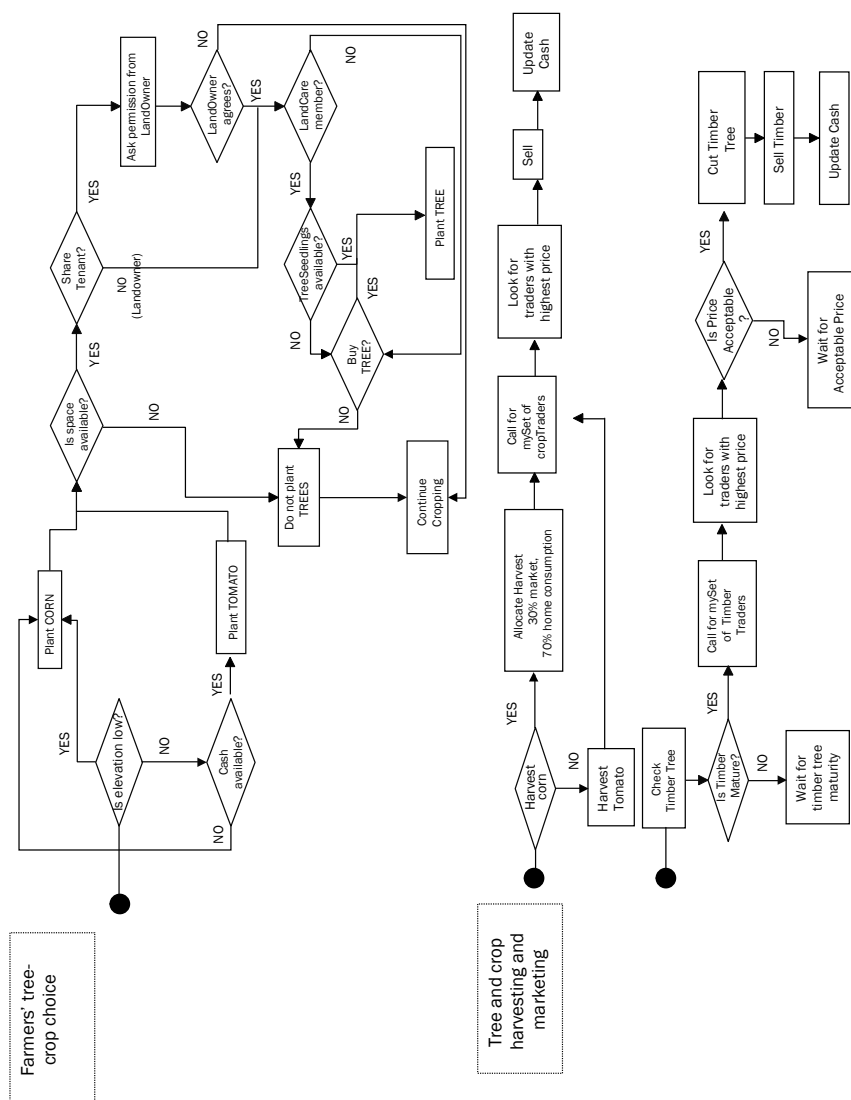 Farmers' tree-
crop choice
Is elevation low?
YES
NO
Plant CORN
Cash
available?
NO
YES
Plant TOMATO
Is space
available?
YES
NO
Share
Tenant?
YES
NO
(Landowner)
Ask permission from
LandOwner
LandOwner
agrees?
NO
YES
LandCare
member?
NO
YES
TreeSeedlings
available?
YES
NO
Buy
TREE?
YES
NO
Plant TREE
Do not plant
TREES
Continue
Cropping
Tree and crop
harvesting and
marketing
Harvest
corn
YES
NO
Harvest
Tomato
Allocate Harvest
30% market,
70% home consumption
Call for
mySet of
cropTraders
Look for
traders with
highest price
Sell
Update
Cash
Check
Timber Tree
Is Timber
Mature?
YES
NO
Wait for
timber tree
maturity
Call for mySet
of Timber
Traders
Look for
traders with
highest price
Is Price
Acceptable
?
YES
NO
Wait for
Acceptable Price
Cut Timber
Tree
Sell Timber
Update Cash